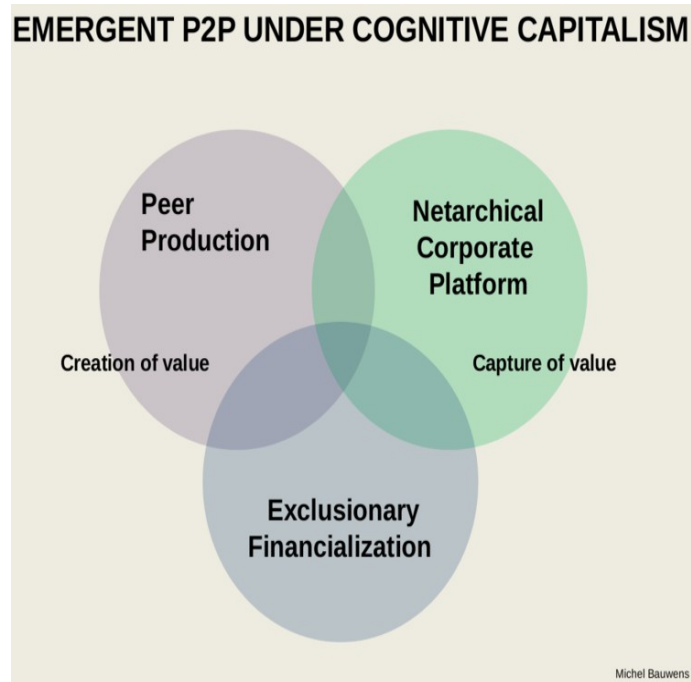 EMERGENT P2P UNDER COGNITIVE CAPITALISM
Peer
Production
Netarchical
Corporate
Platform
Creation of value
Capture of value
Exclusionary
Financialization
Michel Bauwens